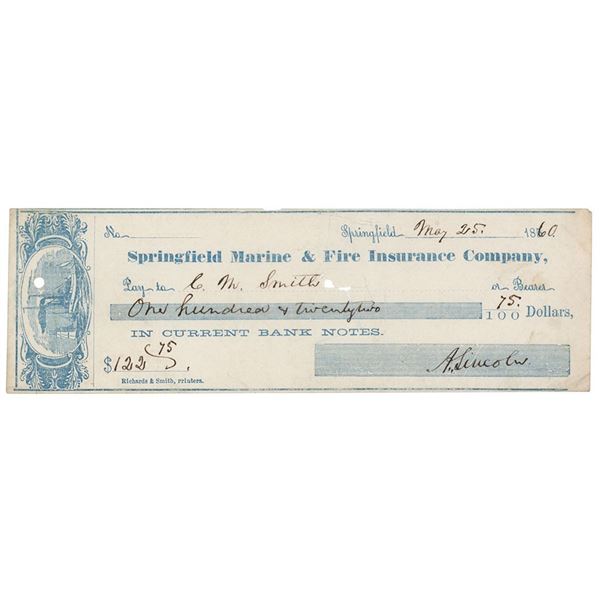 No. Springfield May 25. 1860.
Springfield Marine & Fire Insurance Company,
Pay to C. M. Smith or Bearer
One hundred & twentytwo 75. / 100 Dollars,
IN CURRENT BANK NOTES.
$122 75.
A. Lincoln
Richards & Smith, printers.